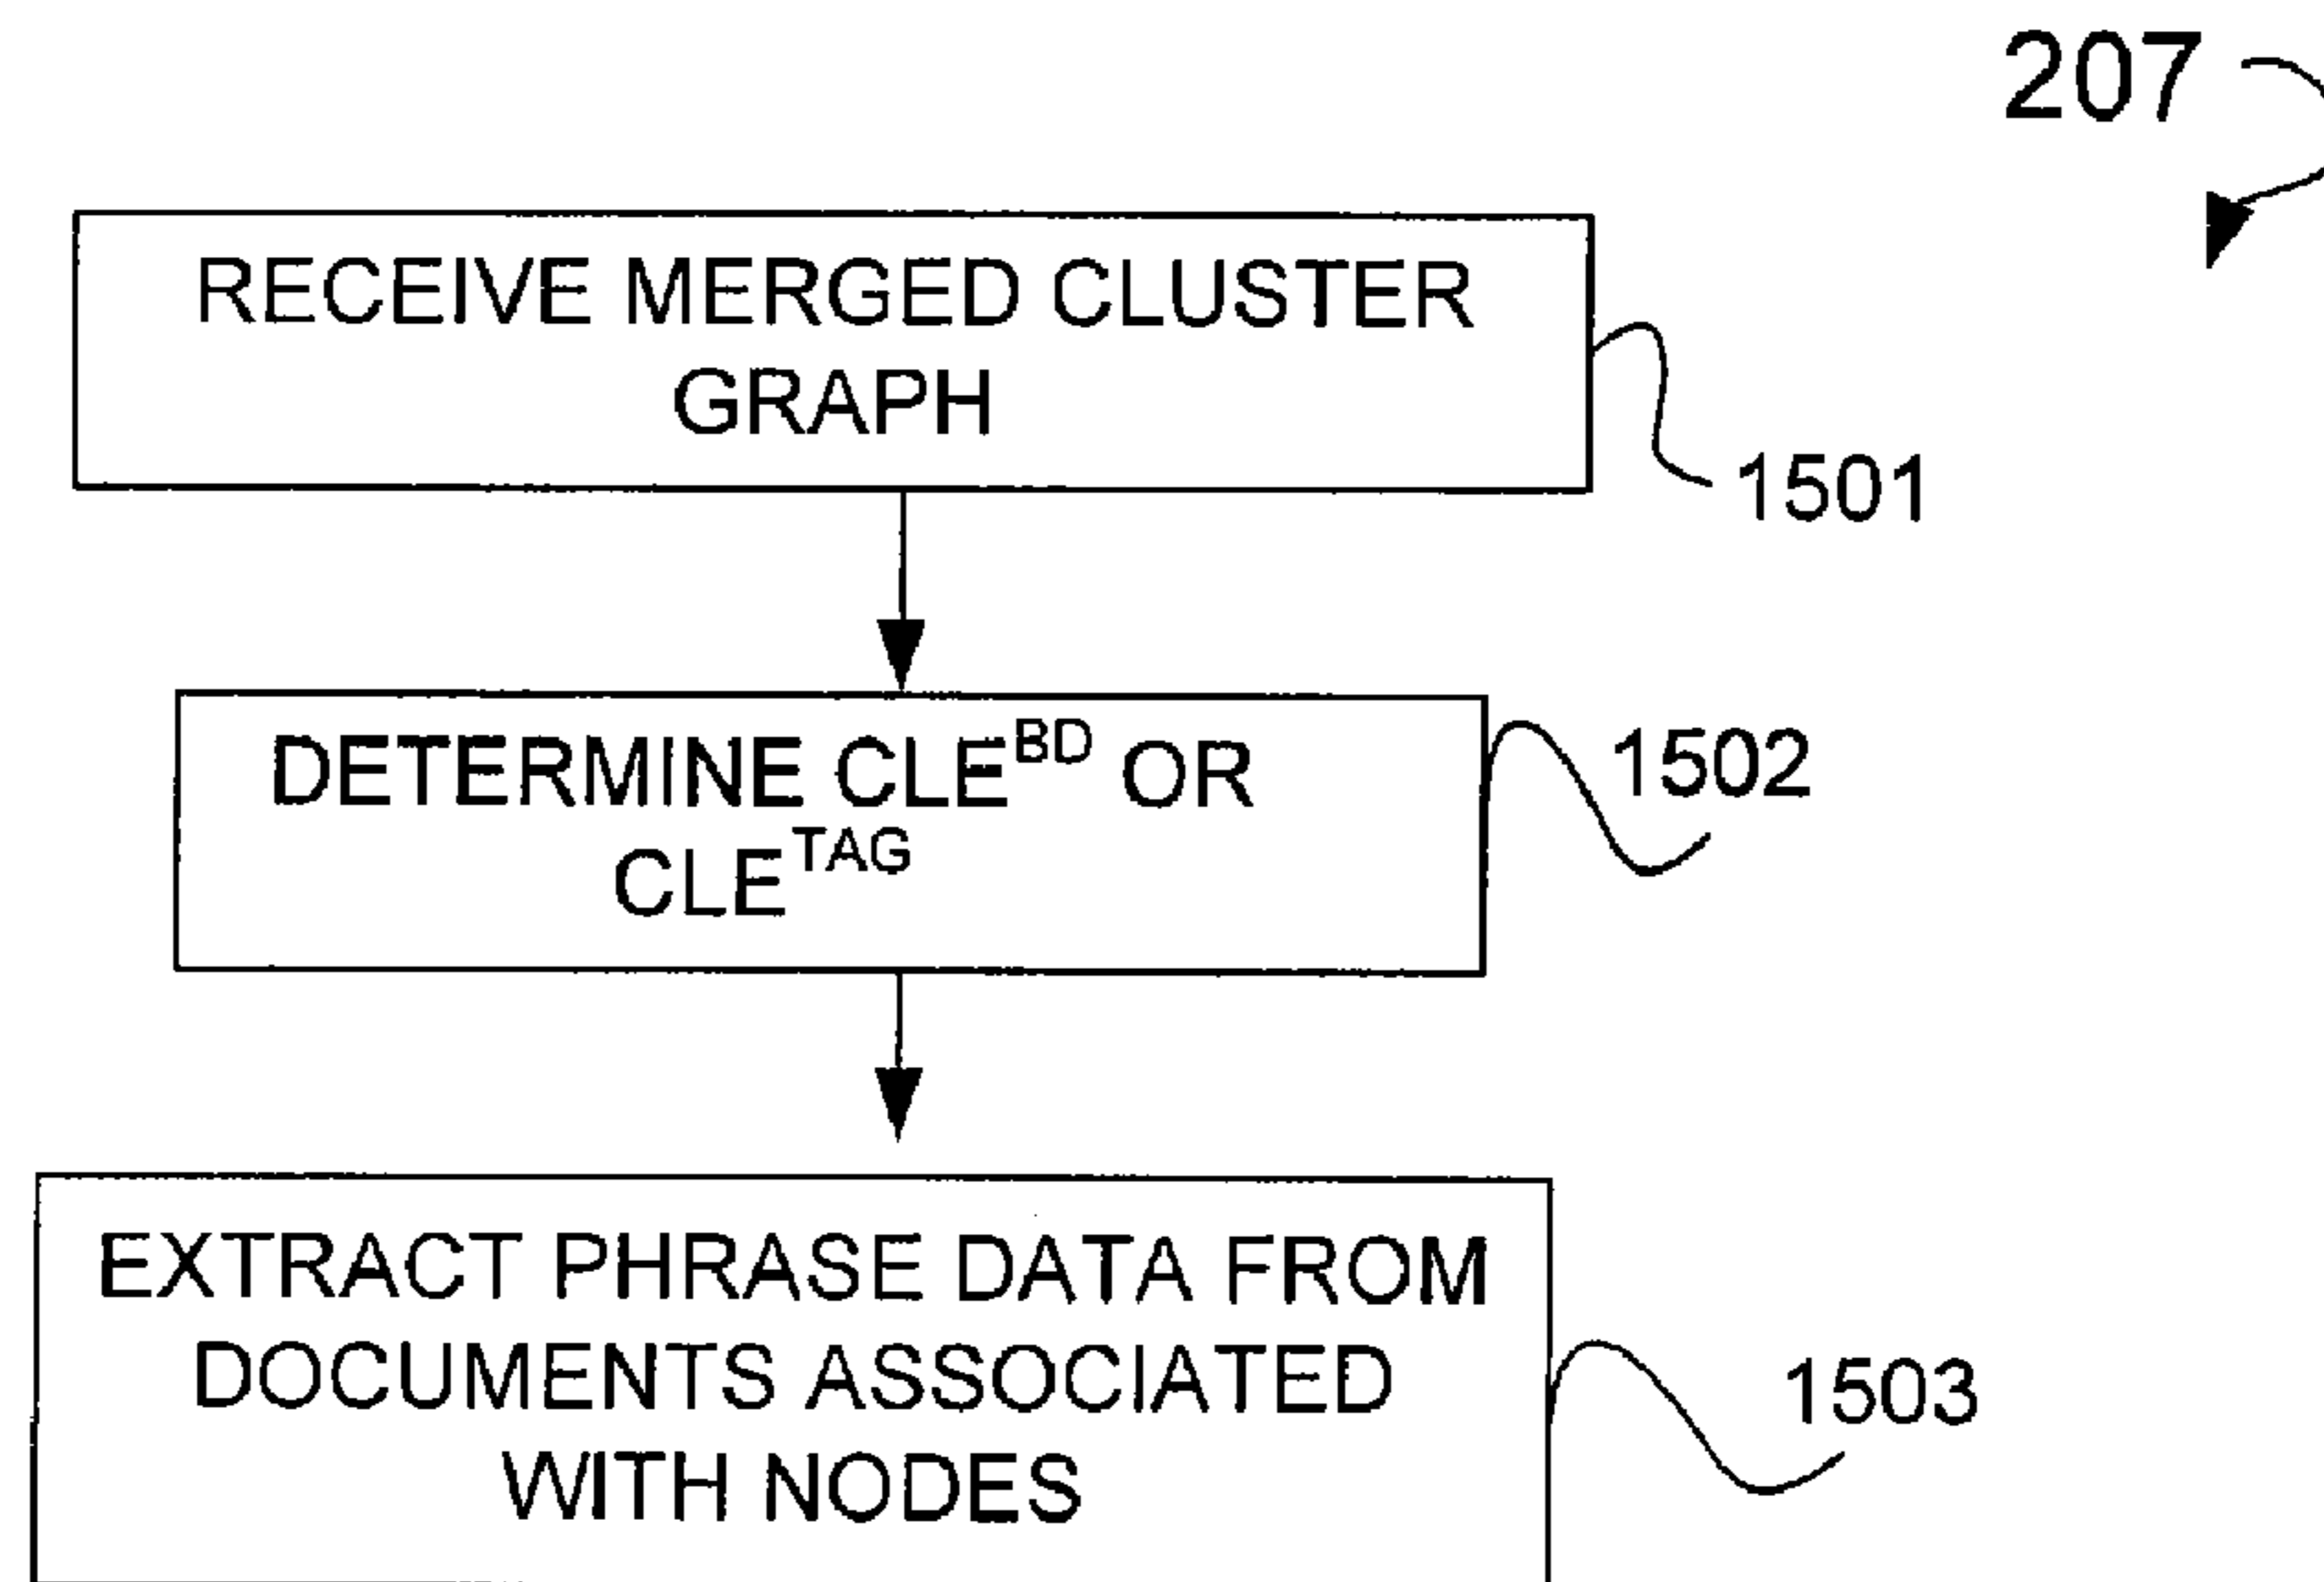 207
RECEIVE MERGED CLUSTER
GRAPH
1501
DETERMINE CLE^BD OR
CLE^TAG
1502
EXTRACT PHRASE DATA FROM
DOCUMENTS ASSOCIATED
WITH NODES
1503